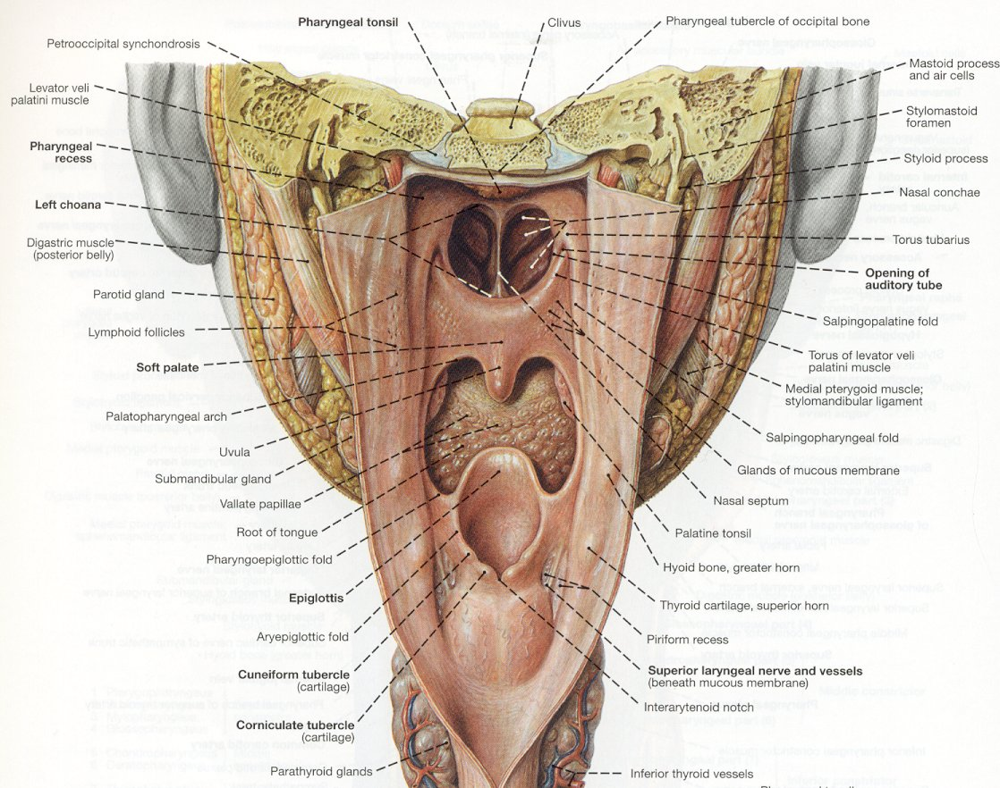 Pharyngeal tonsil
Clivus
Pharyngeal tubercle of occipital bone
Petrooccipital synchondrosis
Mastoid process
and air cells
Levator veli
palatini muscle
Stylomastoid
foramen
Pharyngeal
recess
Styloid process
Left choana
Nasal conchae
Digastric muscle
(posterior belly)
Torus tubarius
Opening of
auditory tube
Parotid gland
Salpingopalatine fold
Lymphoid follicles
Torus of levator veli
palatini muscle
Soft palate
Medial pterygoid muscle;
stylomandibular ligament
Palatopharyngeal arch
Salpingopharyngeal fold
Uvula
Glands of mucous membrane
Submandibular gland
Nasal septum
Vallate papillae
Palatine tonsil
Root of tongue
Pharyngoepiglottic fold
Hyoid bone, greater horn
Epiglottis
Thyroid cartilage, superior horn
Aryepiglottic fold
Piriform recess
Cuneiform tubercle
(cartilage)
Superior laryngeal nerve and vessels
(beneath mucous membrane)
Interarytenoid notch
Corniculate tubercle
(cartilage)
Parathyroid glands
Inferior thyroid vessels